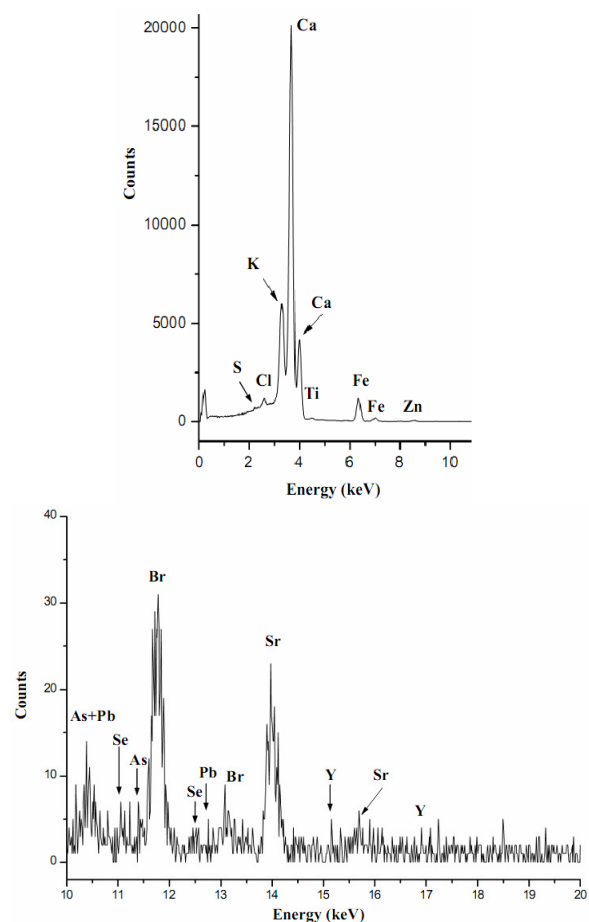 20000
15000
10000
5000
0
Counts
Ca
K
Ca
S
Cl
Ti
Fe
Fe
Zn
0 2 4 6 8 10
Energy (keV)
40
30
20
10
0
Counts
Br
Sr
As+Pb
Se
As
Se
Pb
Br
Y
Sr
Y
10 11 12 13 14 15 16 17 18 19 20
Energy (keV)